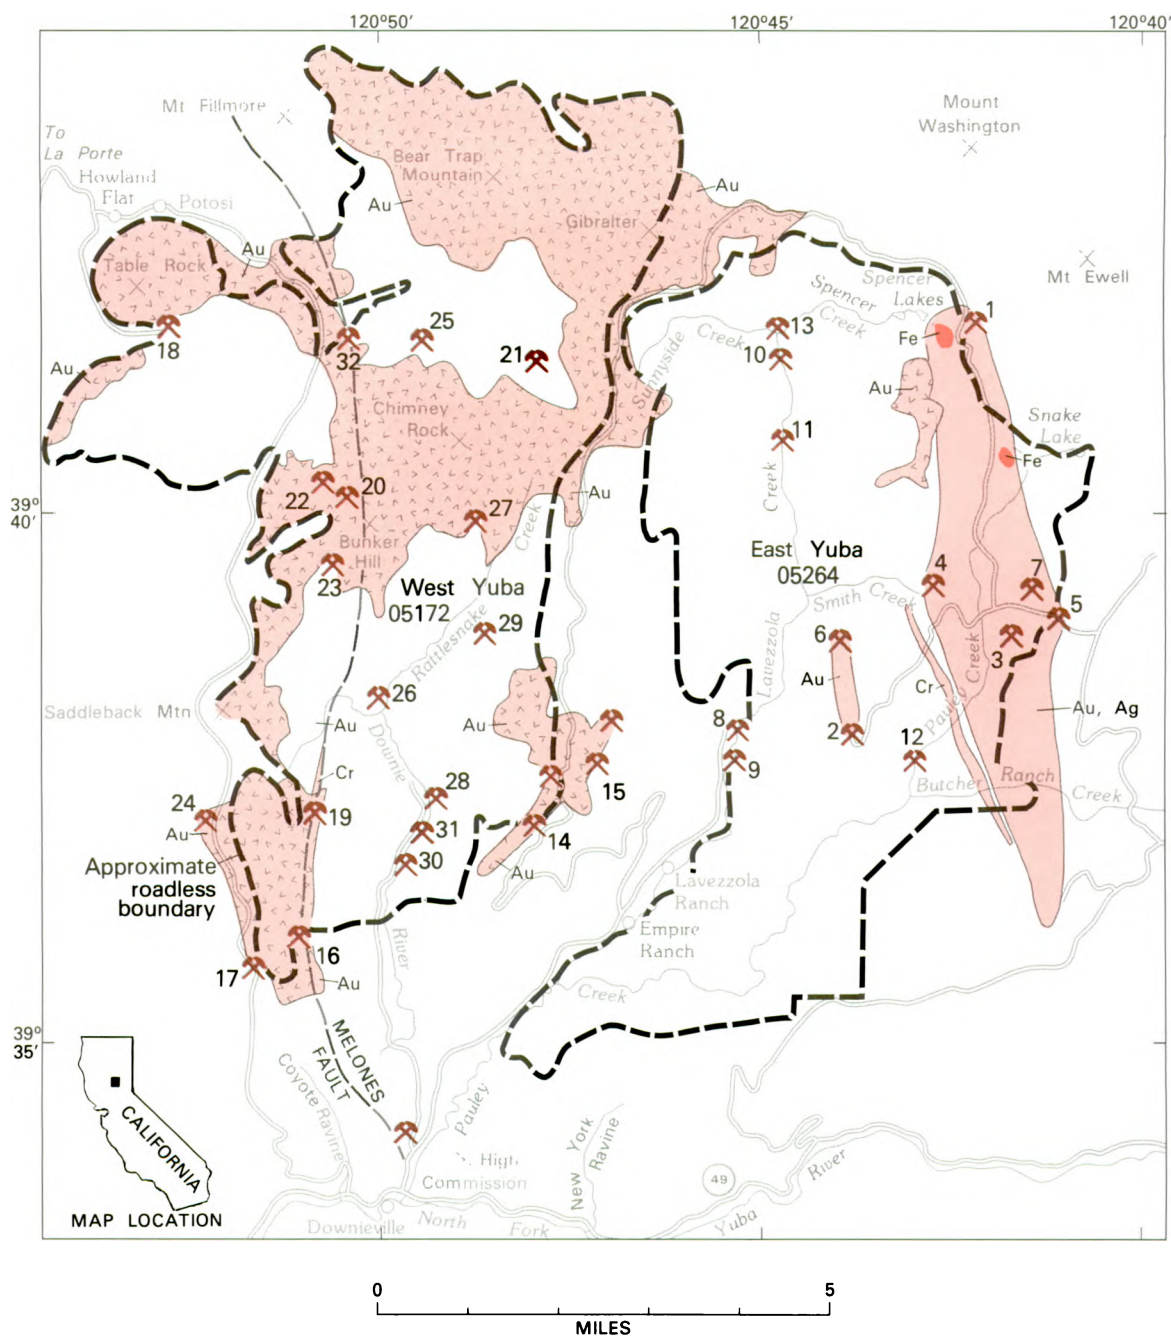 120°50'
120°45'
120°40'
Mt Fillmore
Mount
Washington
To
La Porte
Howland
Flat
Potosi
Bear Trap
Mountain
Au
Au
Gibralter
Au
Table Rock
Mt Ewell
Spencer
Lakes
Spencer
Creek
Creek
Sunnyside
1
Fe
13
10
25
21
18
32
Au
Au
Chimney
Rock
11
Snake
Lake
Fe
Creek
39°
40'
22
20
27
Au
Creek
Bunker
Hill
23
East Yuba
05264
West Yuba
05172
Rattlesnake
29
4
7
5
Smith Creek
Lavezzola
6
3
Creek
Au
Cr
Pauley
Au, Ag
26
Saddleback Mtn
Au
Au
8
2
12
Downie
Cr
9
15
Butcher Ranch Creek
28
24
Au
19
31
14
30
Au
Approximate
roadless
boundary
Lavezzola
Ranch
Empire
Ranch
16
17
Au
River
Creek
39°
35'
MELONES
FAULT
Coyote Ravine
Pauley
CALIFORNIA
MAP LOCATION
High
Commission
New York
Ravine
49
River
Yuba
Downieville
North
Fork
0
5
MILES